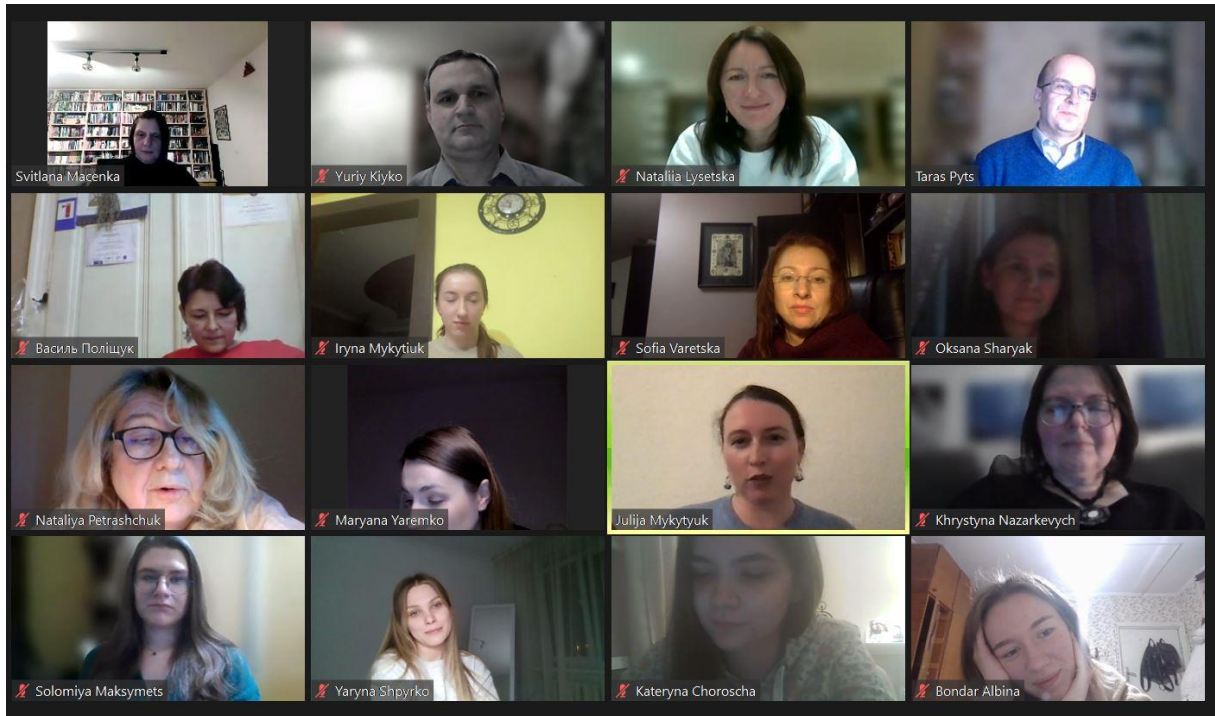 Svitlana Macenka
Yuriy Kiyko
Nataliia Lysetska
Taras Pyts
Василь Поліщук
Iryna Mykytiuk
Sofia Varetska
Oksana Sharyak
Nataliya Petrashchuk
Maryana Yaremko
Julija Mykytyuk
Khrystyna Nazarkevych
Solomiya Maksymets
Yaryna Shpyrko
Kateryna Choroscha
Bondar Albina